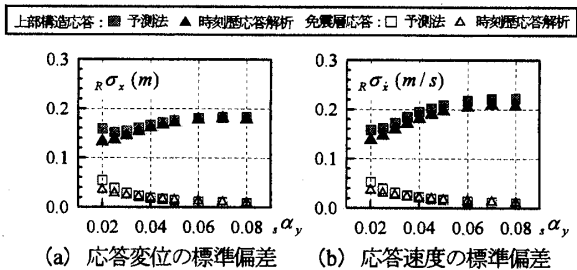 上部構造応答：■ 予測法 ▲ 時刻歴応答解析 免震層応答：□ 予測法 △ 時刻歴応答解析
0.3 0.3
Rσx (m) Rσẋ (m/s)
0.2 0.2
0.1 0.1
0.0 0.0
0.02 0.04 0.06 0.08 sαy 0.02 0.04 0.06 0.08 sαy
(a) 応答変位の標準偏差 (b) 応答速度の標準偏差